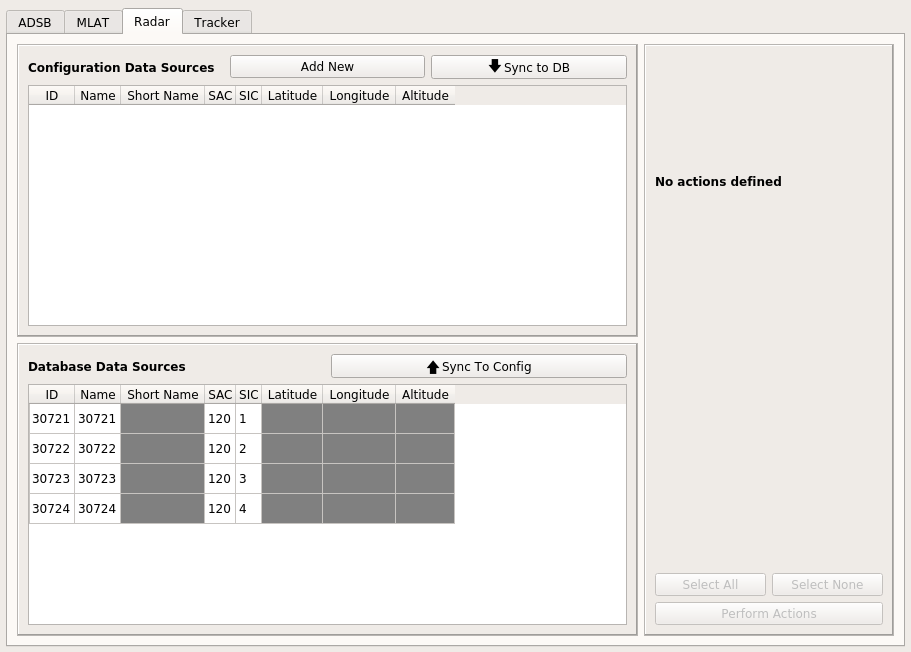 ADSB MLAT Radar Tracker
Configuration Data Sources Add New Sync to DB
ID Name Short Name SAC SIC Latitude Longitude Altitude
No actions defined
Database Data Sources Sync To Config
ID Name Short Name SAC SIC Latitude Longitude Altitude
30721 30721 120 1
30722 30722 120 2
30723 30723 120 3
30724 30724 120 4
Select All Select None
Perform Actions